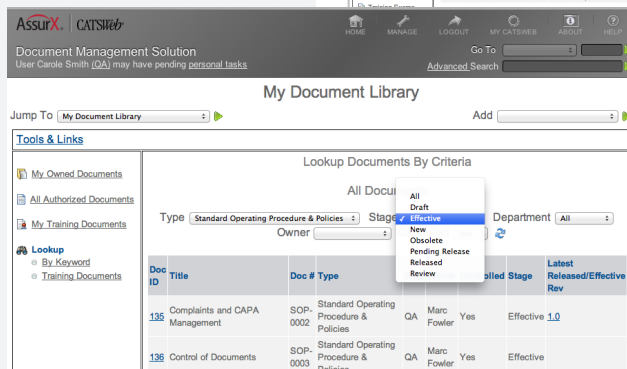 Training Exams
AssurX. | CATSWeb
HOME MANAGE LOGOUT MY CATSWEB ABOUT HELP
Document Management Solution
User Carole Smith (QA) may have pending personal tasks
Go To
Advanced Search
My Document Library
Jump To My Document Library
Add
Tools & Links
My Owned Documents
All Authorized Documents
My Training Documents
Lookup
By Keyword
Training Documents
Lookup Documents By Criteria
All Docu
Type Standard Operating Procedure & Policies Stage
Department All
Owner
All
Draft
✓ Effective
New
Obsolete
Pending Release
Released
Review
Doc ID Title Doc # Type olled Stage Latest Released/Effective Rev
135 Complaints and CAPA Management SOP-0002 Standard Operating Procedure & Policies QA Marc Fowler Yes Effective 1.0
136 Control of Documents SOP-0003 Standard Operating Procedure & Policies QA Marc Fowler Yes Effective